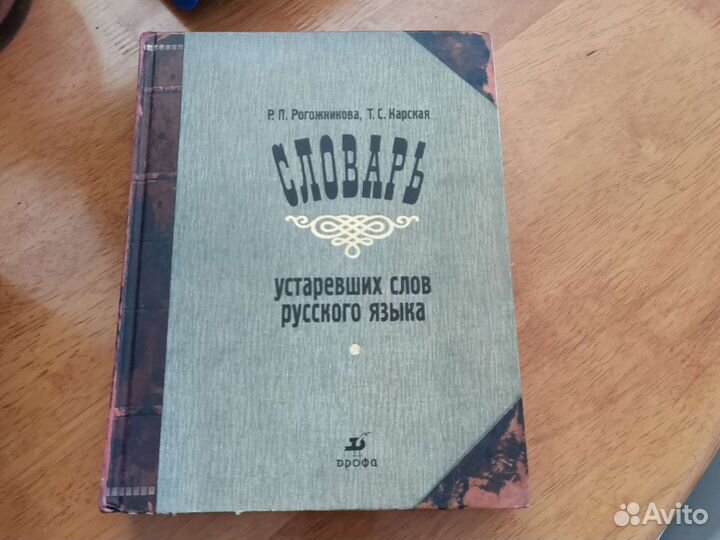 Р. П. Рогожникова, Т. С. Карская
СЛОВАРЬ
устаревших слов
русского языка
дрофа
Avito